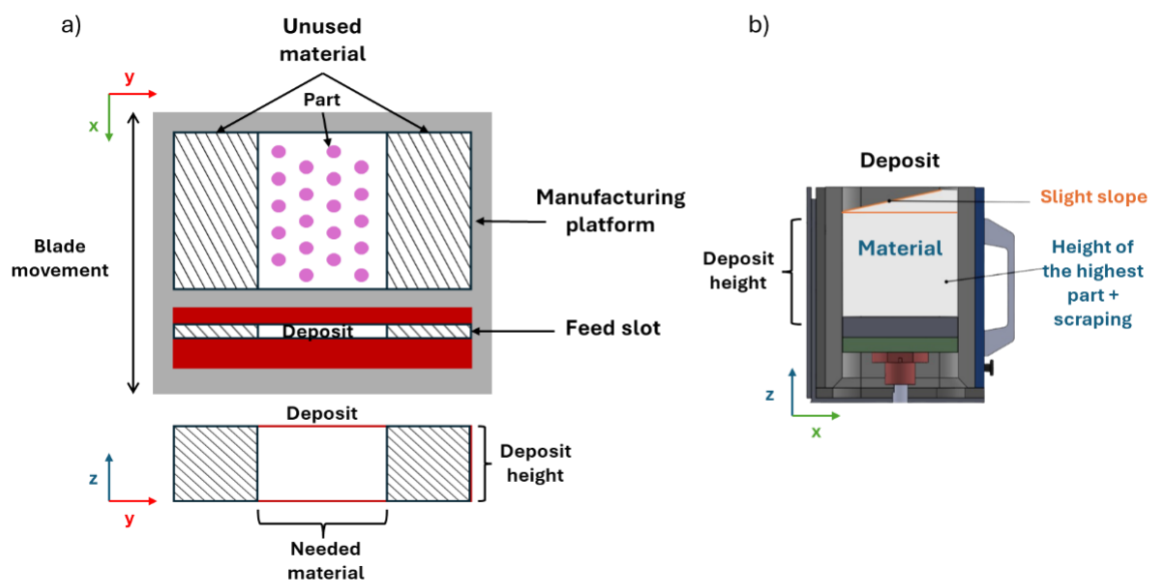 a)
Unused
material
y
Part
x
Blade
movement
Manufacturing
platform
Deposit
Feed slot
Deposit
z
Deposit
height
y
Needed
material
b)
Deposit
Slight slope
Deposit
height
Material
Height of
the highest
part +
scraping
z
x